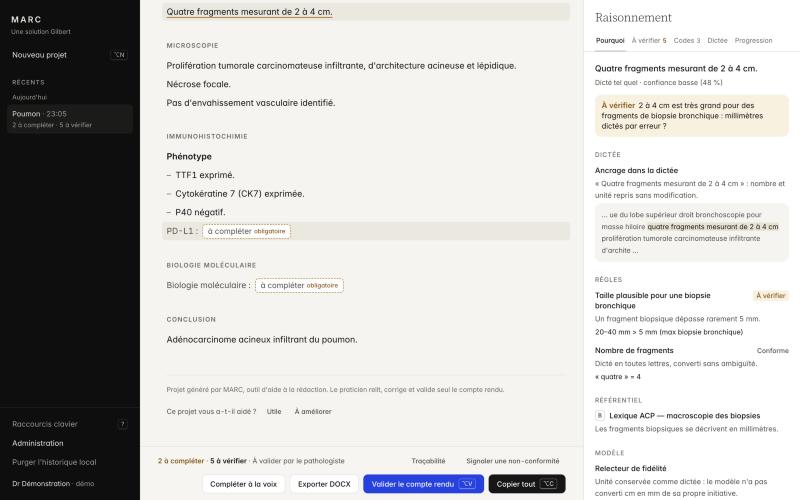 MARC
Une solution Gilbert
Nouveau projet ⌥N
RÉCENTS
Aujourd'hui
Poumon · 23:05
2 à compléter · 5 à vérifier
Raccourcis clavier ?
Administration
Purger l'historique local
Dr Démonstration · démo
Quatre fragments mesurant de 2 à 4 cm.
MICROSCOPIE
Prolifération tumorale carcinomateuse infiltrante, d'architecture acineuse et lépidique.
Nécrose focale.
Pas d'envahissement vasculaire identifié.
IMMUNOHISTOCHIMIE
Phénotype
– TTF1 exprimé.
– Cytokératine 7 (CK7) exprimée.
– P40 négatif.
PD-L1 : à compléter obligatoire
BIOLOGIE MOLÉCULAIRE
Biologie moléculaire : à compléter obligatoire
CONCLUSION
Adénocarcinome acineux infiltrant du poumon.
Projet généré par MARC, outil d'aide à la rédaction. Le praticien relit, corrige et valide seul le compte rendu.
Ce projet vous a-t-il aidé ? Utile À améliorer
2 à compléter · 5 à vérifier · À valider par le pathologiste Traçabilité Signaler une non-conformité
Compléter à la voix Exporter DOCX Valider le compte rendu ⌥V Copier tout ⌥C
Raisonnement
Pourquoi À vérifier 5 Codes 3 Dictée Progression
Quatre fragments mesurant de 2 à 4 cm.
Dicté tel quel · confiance basse (48 %)
À vérifier 2 à 4 cm est très grand pour des
fragments de biopsie bronchique : millimètres
dictés par erreur ?
DICTÉE
Ancrage dans la dictée
« Quatre fragments mesurant de 2 à 4 cm » : nombre et
unité repris sans modification.
… ue du lobe supérieur droit bronchoscopie pour
masse hilaire quatre fragments mesurant de 2 à 4 cm
prolifération tumorale carcinomateuse infiltrante
d'archite …
RÈGLES
Taille plausible pour une biopsie
bronchique À vérifier
Un fragment biopsique dépasse rarement 5 mm.
20–40 mm > 5 mm (max biopsie bronchique)
Nombre de fragments Conforme
Dicté en toutes lettres, converti sans ambiguïté.
« quatre » = 4
RÉFÉRENTIEL
B Lexique ACP — macroscopie des biopsies
Les fragments biopsiques se décrivent en millimètres.
MODÈLE
Relecteur de fidélité
Unité conservée comme dictée : le modèle n'a pas
converti cm en mm de sa propre initiative.